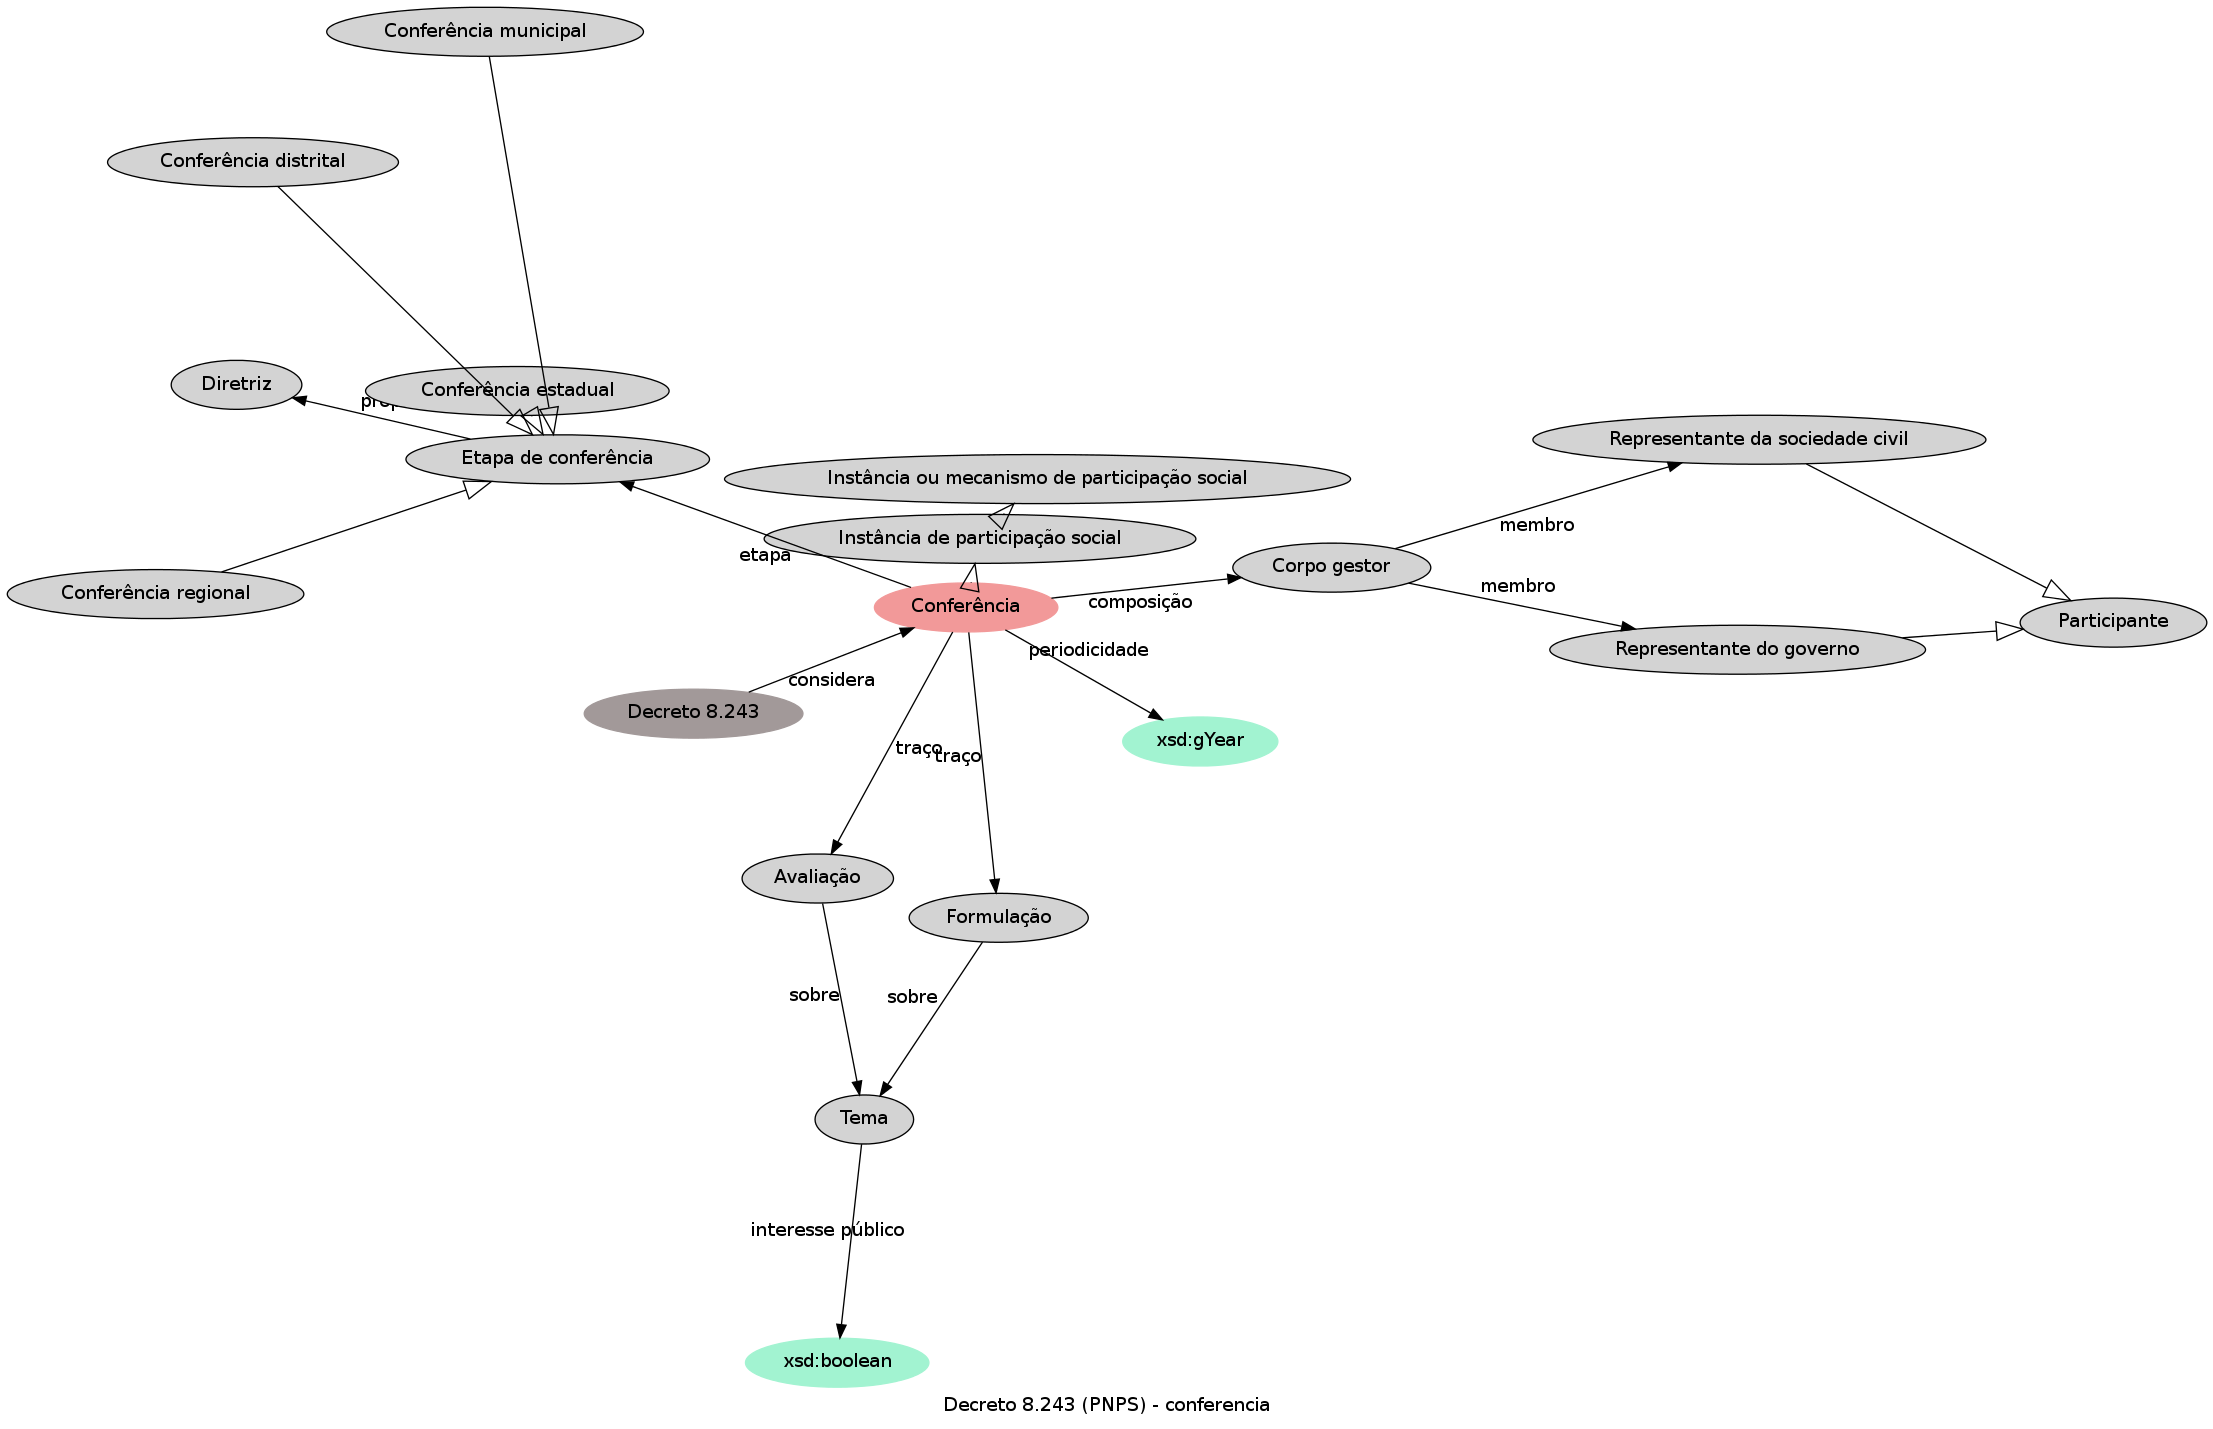 Conferência municipal
Conferência distrital
Diretriz
Conferência estadual
Etapa de conferência
Representante da sociedade civil
Instância ou mecanismo de participação social
membro
Instância de participação social
etapa
Corpo gestor
membro
Conferência regional
Conferência
composição
Participante
Representante do governo
periodicidade
considera
Decreto 8.243
xsd:gYear
traço
traço
Avaliação
Formulação
sobre
sobre
Tema
interesse público
xsd:boolean
Decreto 8.243 (PNPS) - conferencia